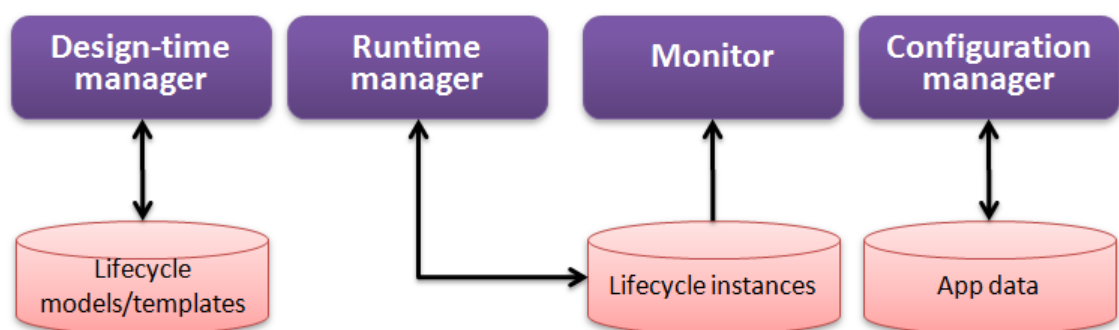 Design-time
manager
Runtime
manager
Monitor
Configuration
manager
Lifecycle
models/templates
Lifecycle instances
App data